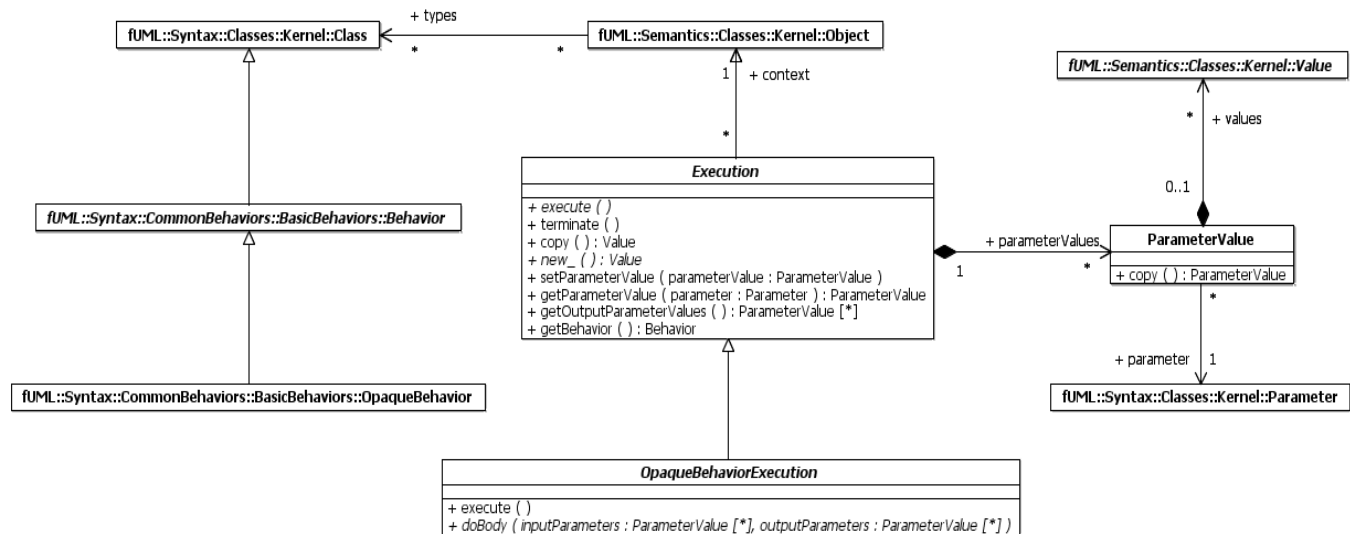 + types
fUML::Syntax::Classes::Kernel::Class
fUML::Semantics::Classes::Kernel::Object
*
*
1
+ context
fUML::Semantics::Classes::Kernel::Value
*
+ values
*
Execution
+ execute ( )
+ terminate ( )
+ copy ( ) : Value
+ new_ ( ) : Value
+ setParameterValue ( parameterValue : ParameterValue )
+ getParameterValue ( parameter : Parameter ) : ParameterValue
+ getOutputParameterValues ( ) : ParameterValue [*]
+ getBehavior ( ) : Behavior
fUML::Syntax::CommonBehaviors::BasicBehaviors::Behavior
0..1
+ parameterValues
1
*
ParameterValue
+ copy ( ) : ParameterValue
*
+ parameter
1
fUML::Syntax::CommonBehaviors::BasicBehaviors::OpaqueBehavior
fUML::Syntax::Classes::Kernel::Parameter
OpaqueBehaviorExecution
+ execute ( )
+ doBody ( inputParameters : ParameterValue [*], outputParameters : ParameterValue [*] )